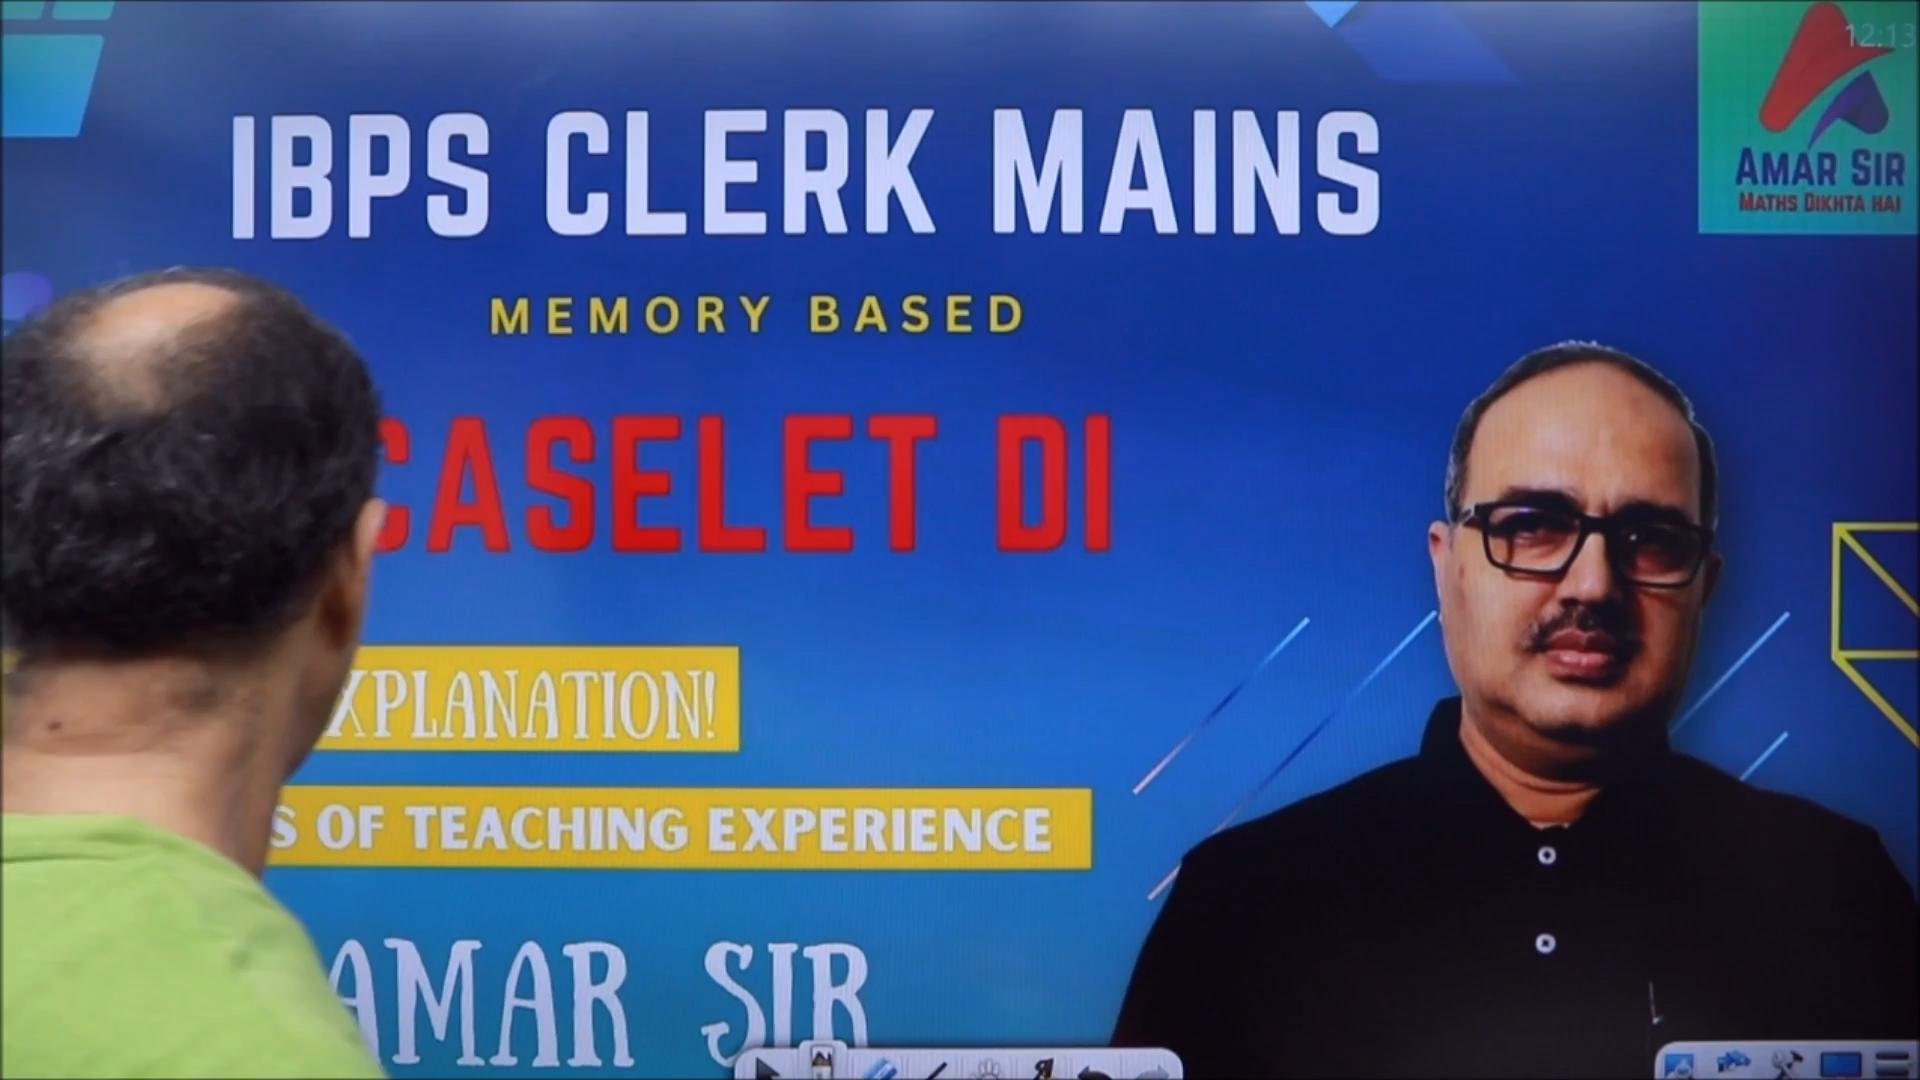 12:13
IBPS CLERK MAINS
AMAR SIR
MATHS DIKHTA HAI
MEMORY BASED
CASELET DI
XPLANATION!
S OF TEACHING EXPERIENCE
AMAR SIR